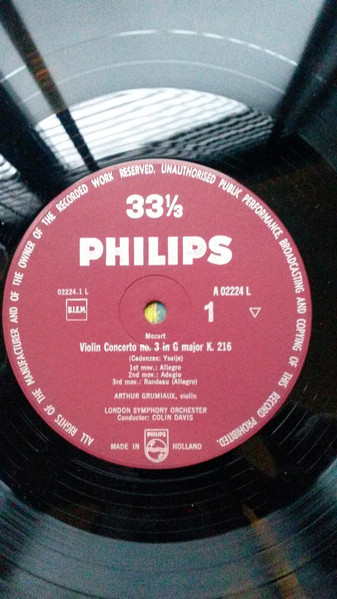 ALL RIGHTS OF THE MANUFACTURER AND OF THE OWNER OF THE RECORDED WORK RESERVED. UNAUTHORISED PUBLIC PERFORMANCE, BROADCASTING AND COPYING OF THIS RECORD PROHIBITED.
33⅓
PHILIPS
02224.1 L
A 02224 L
B.I.E.M.
1
Mozart
Violin Concerto no. 3 in G major K. 216
(Cadenzas: Ysaÿe)
1st mov.: Allegro
2nd mov.: Adagio
3rd mov.: Rondeau (Allegro)
ARTHUR GRUMIAUX, violin
LONDON SYMPHONY ORCHESTER
Conductor: COLIN DAVIS
PHILIPS
MADE IN HOLLAND